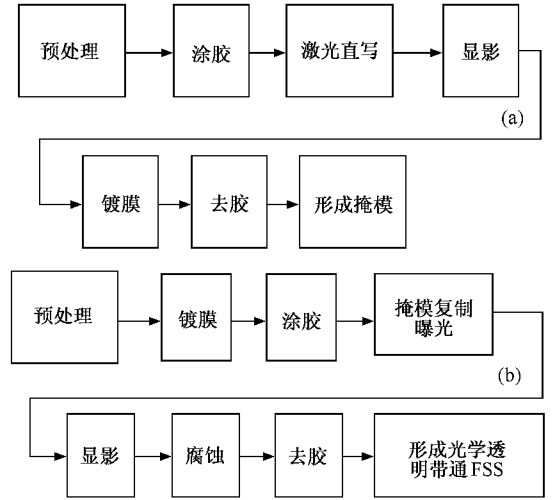 预处理
涂胶
激光直写
显影
(a)
镀膜
去胶
形成掩模
预处理
镀膜
涂胶
掩模复制
曝光
(b)
显影
腐蚀
去胶
形成光学透
明带通FSS